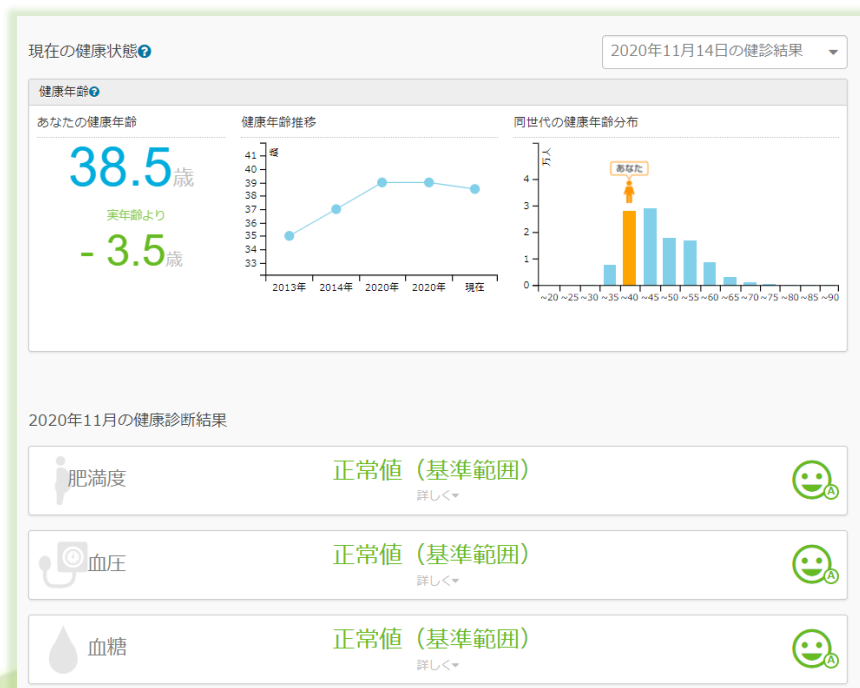 現在の健康状態?
2020年11月14日の健診結果
健康年齢?
あなたの健康年齢
38.5歳
実年齢より
- 3.5歳
健康年齢推移
歳
41
40
39
38
37
36
35
34
33
2013年 2014年 2020年 2020年 現在
同世代の健康年齢分布
万人
あなた
4
3
2
1
0
~20 ~25 ~30 ~35 ~40 ~45 ~50 ~55 ~60 ~65 ~70 ~75 ~80 ~85 ~90
2020年11月の健康診断結果
肥満度
正常値（基準範囲）
詳しく▾
A
血圧
正常値（基準範囲）
詳しく▾
A
血糖
正常値（基準範囲）
詳しく▾
A